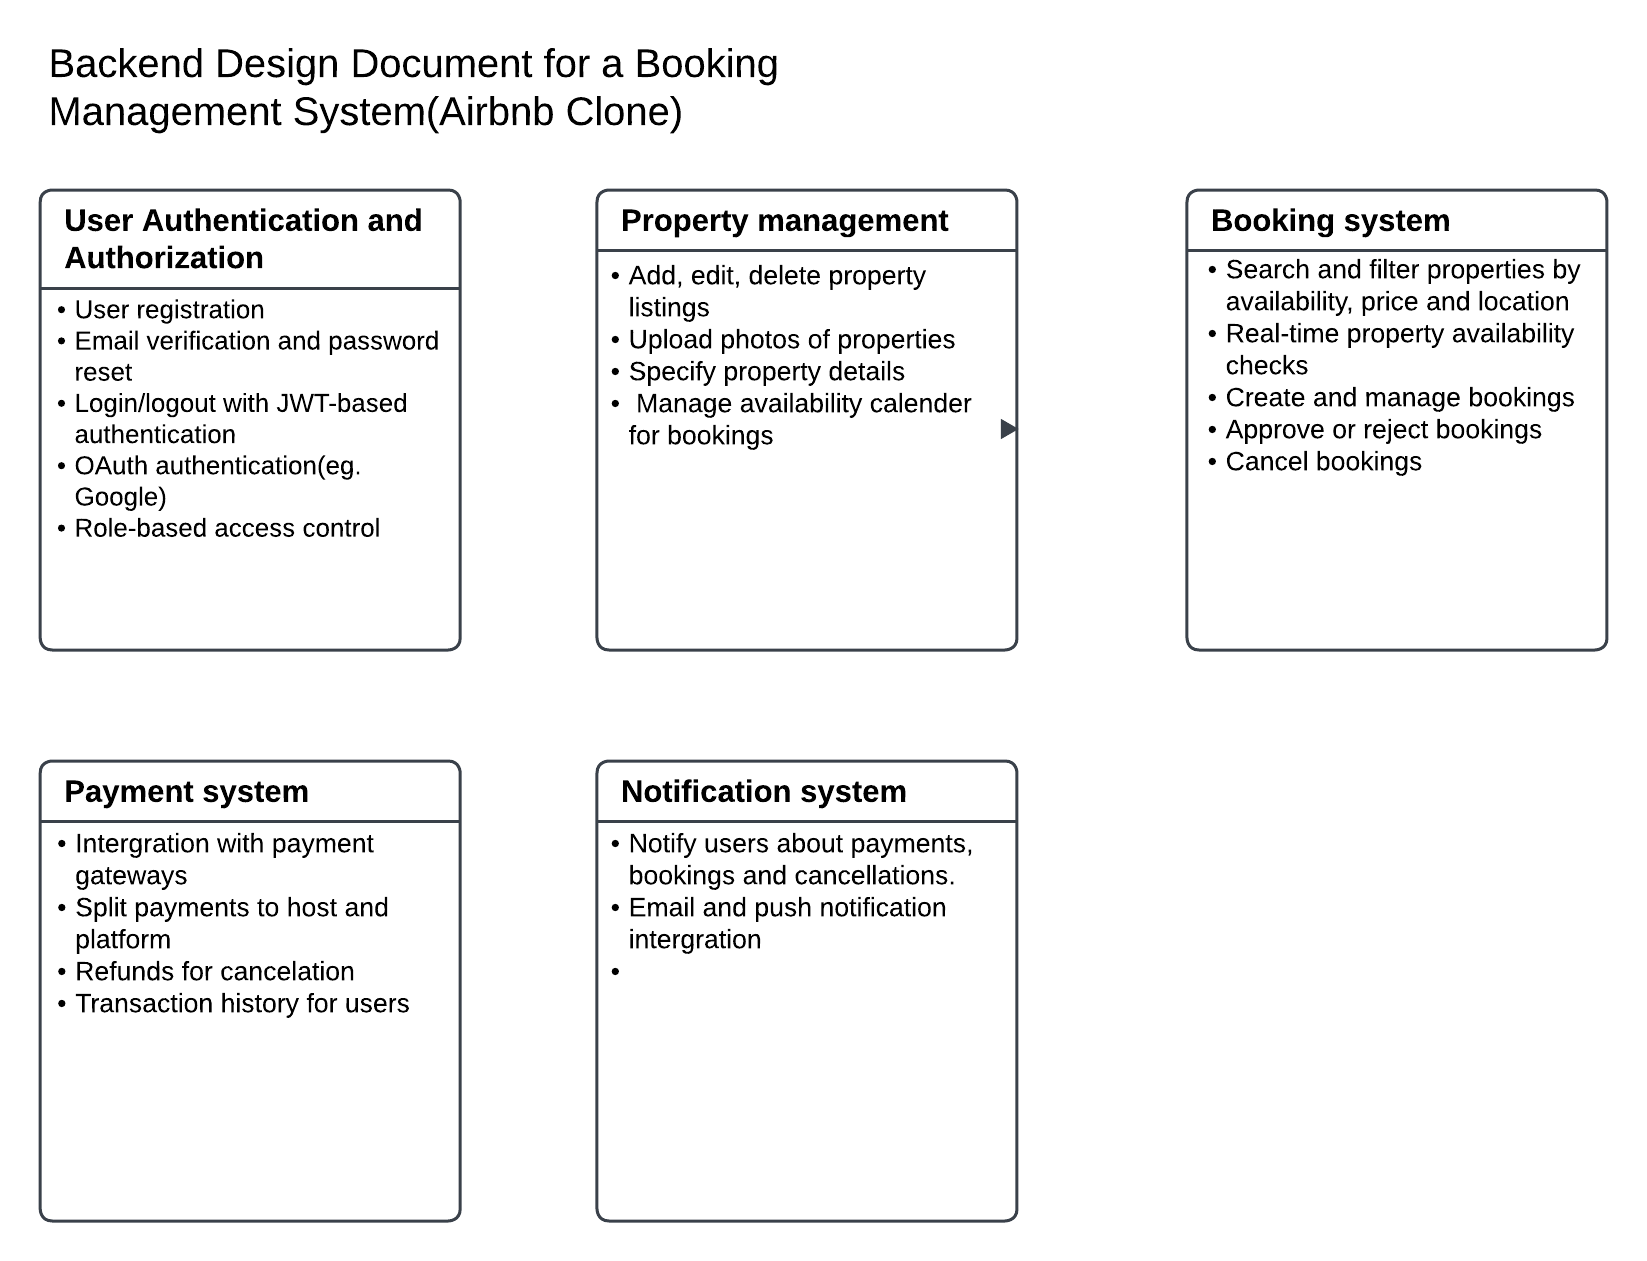 Backend Design Document for a Booking
Management System(Airbnb Clone)
User Authentication and
Authorization
• User registration
• Email verification and password
reset
• Login/logout with JWT-based
authentication
• OAuth authentication(eg.
Google)
• Role-based access control
Property management
• Add, edit, delete property
listings
• Upload photos of properties
• Specify property details
• Manage availability calender
for bookings
Booking system
• Search and filter properties by
availability, price and location
• Real-time property availability
checks
• Create and manage bookings
• Approve or reject bookings
• Cancel bookings
Payment system
• Intergration with payment
gateways
• Split payments to host and
platform
• Refunds for cancelation
• Transaction history for users
Notification system
• Notify users about payments,
bookings and cancellations.
• Email and push notification
intergration
•